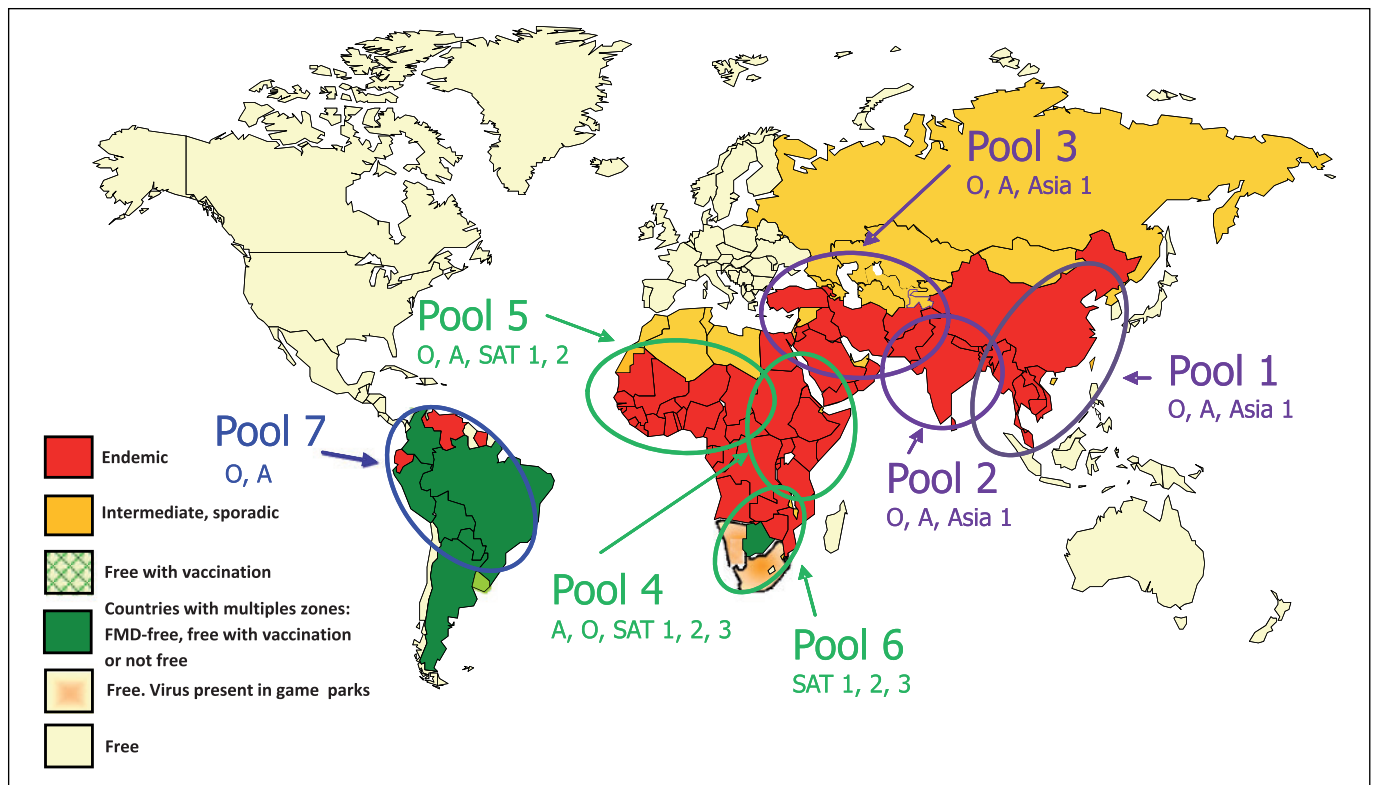 Pool 3
O, A, Asia 1
Pool 5
O, A, SAT 1, 2
Pool 1
O, A, Asia 1
Pool 7
O, A
Pool 2
O, A, Asia 1
Pool 4
A, O, SAT 1, 2, 3
Pool 6
SAT 1, 2, 3
Endemic
Intermediate, sporadic
Free with vaccination
Countries with multiples zones:
FMD-free, free with vaccination
or not free
Free. Virus present in game parks
Free